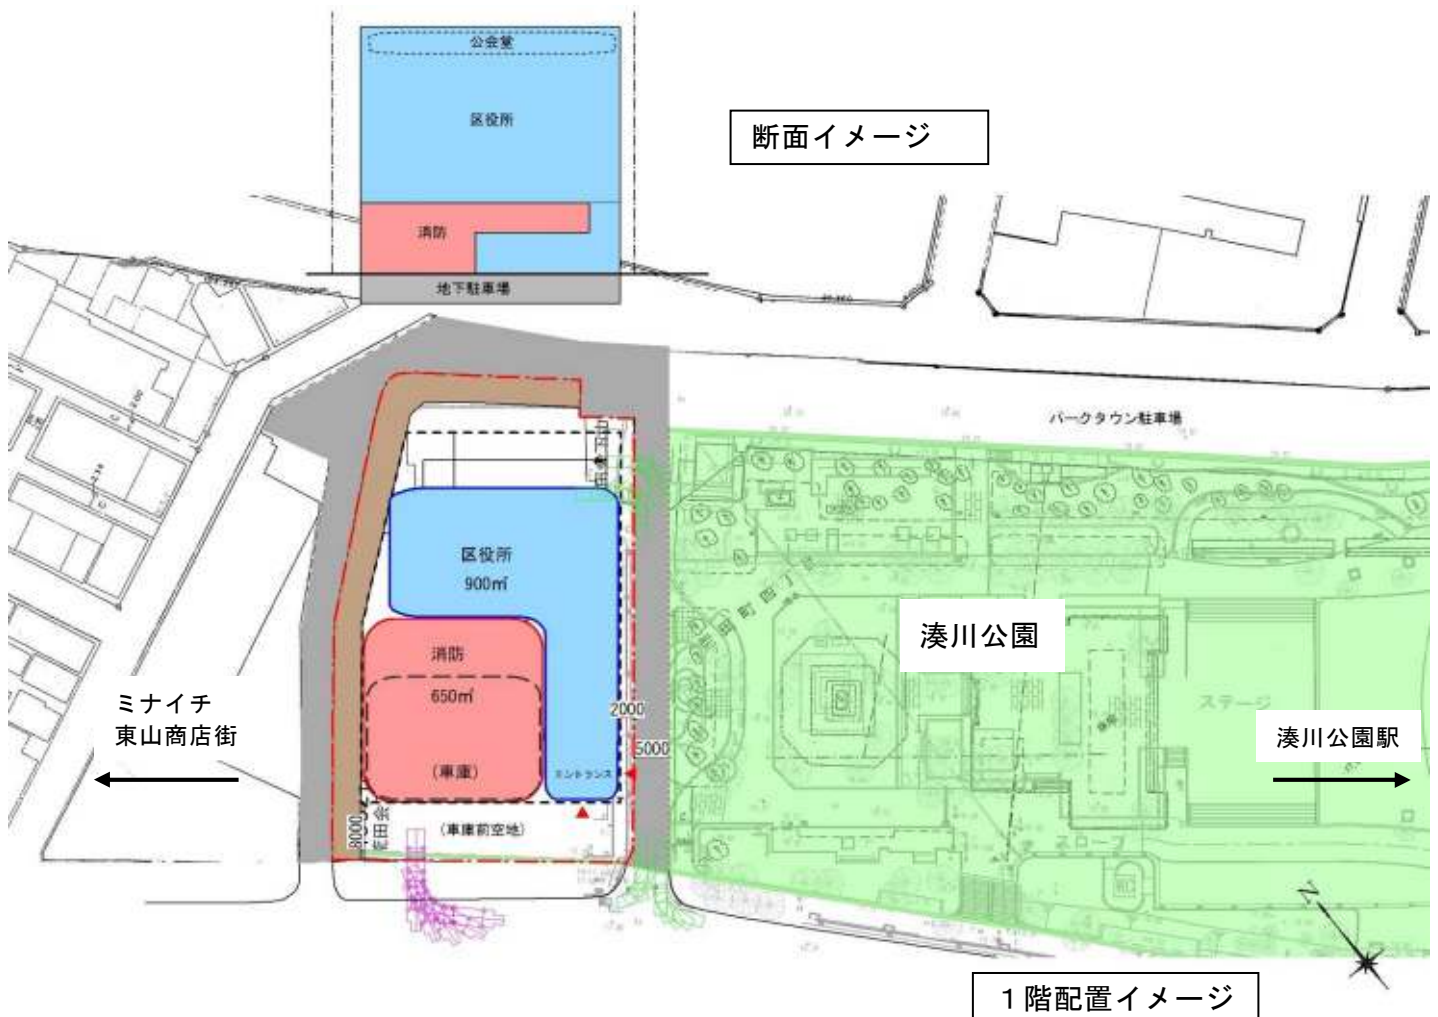 公会堂
区役所
断面イメージ
消防
地下駐車場
パークタウン駐車場
区役所
900㎡
湊川公園
消防
650㎡
ミナイチ
東山商店街
2000
ステージ
湊川公園駅
5000
(車庫)
エントランス
8000
(車庫前空地)
WC
1階配置イメージ